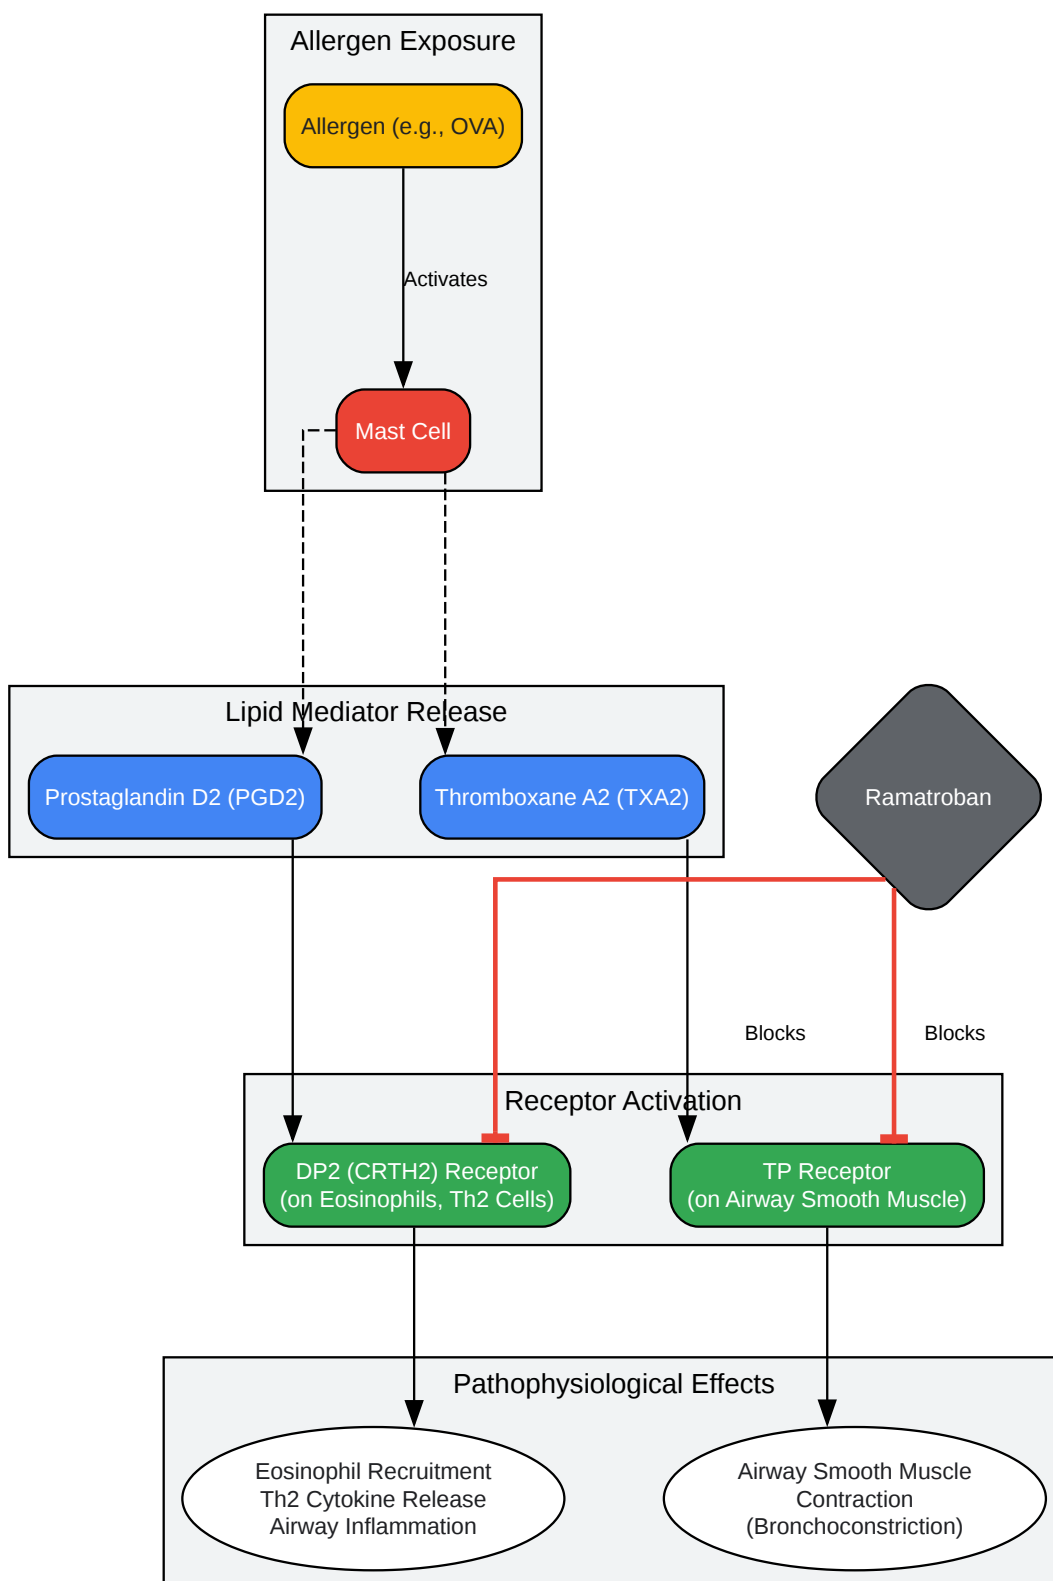 Allergen Exposure
Allergen (e.g., OVA)
Activates
Mast Cell
Lipid Mediator Release
Prostaglandin D2 (PGD2)
Thromboxane A2 (TXA2)
Ramatroban
Blocks
Blocks
Receptor Activation
DP2 (CRTH2) Receptor
(on Eosinophils, Th2 Cells)
TP Receptor
(on Airway Smooth Muscle)
Pathophysiological Effects
Eosinophil Recruitment
Th2 Cytokine Release
Airway Inflammation
Airway Smooth Muscle
Contraction
(Bronchoconstriction)